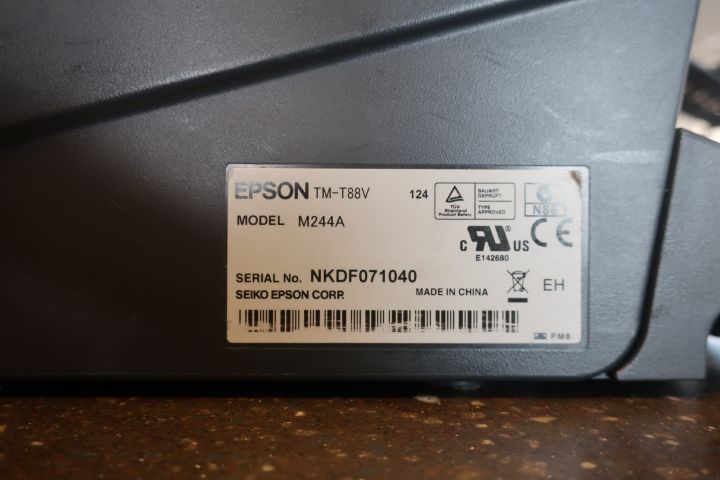 EPSON TM-T88V 124
TÜV
Rheinland
Product Safety
BAUART
GEPRÜFT
TYPE
APPROVED
N86
MODEL M244A
C RU US CE
E142680
SERIAL No. NKDF071040
SEIKO EPSON CORP. MADE IN CHINA EH
PM6